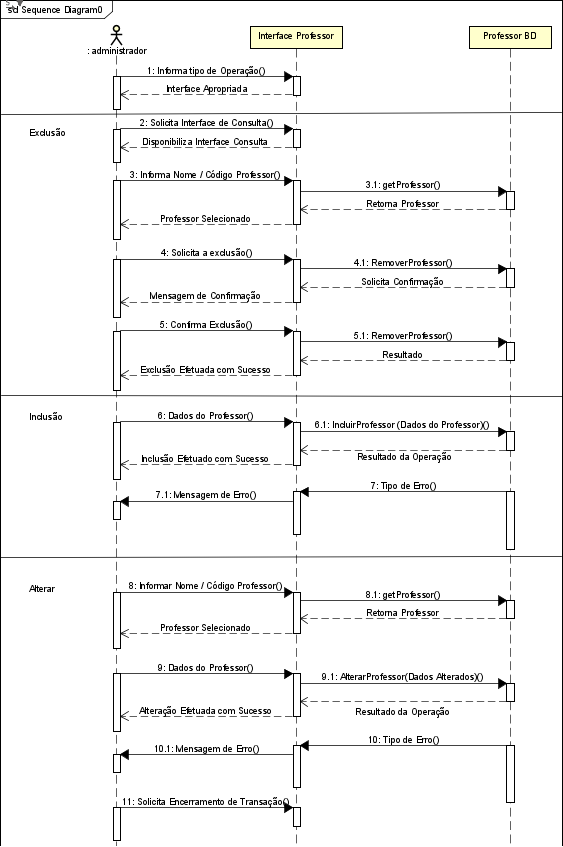 sd Sequence Diagram0
: administrador
Interface Professor
Professor BD
1: Informa tipo de Operação()
Interface Apropriada
Exclusão
2: Solicita Interface de Consulta()
Disponibiliza Interface Consulta
3: Informa Nome / Código Professor()
3.1: getProfessor()
Retorna Professor
Professor Selecionado
4: Solicita a exclusão()
4.1: RemoverProfessor()
Solicita Confirmação
Mensagem de Confirmação
5: Confirma Exclusão()
5.1: RemoverProfessor()
Resultado
Exclusão Efetuada com Sucesso
Inclusão
6: Dados do Professor()
6.1: IncluirProfessor (Dados do Professor)()
Resultado da Operação
Inclusão Efetuado com Sucesso
7: Tipo de Erro()
7.1: Mensagem de Erro()
Alterar
8: Informar Nome / Código Professor()
8.1: getProfessor()
Retorna Professor
Professor Selecionado
9: Dados do Professor()
9.1: AlterarProfessor(Dados Alterados)()
Resultado da Operação
Alteração Efetuada com Sucesso
10: Tipo de Erro()
10.1: Mensagem de Erro()
11: Solicita Encerramento de Transação()